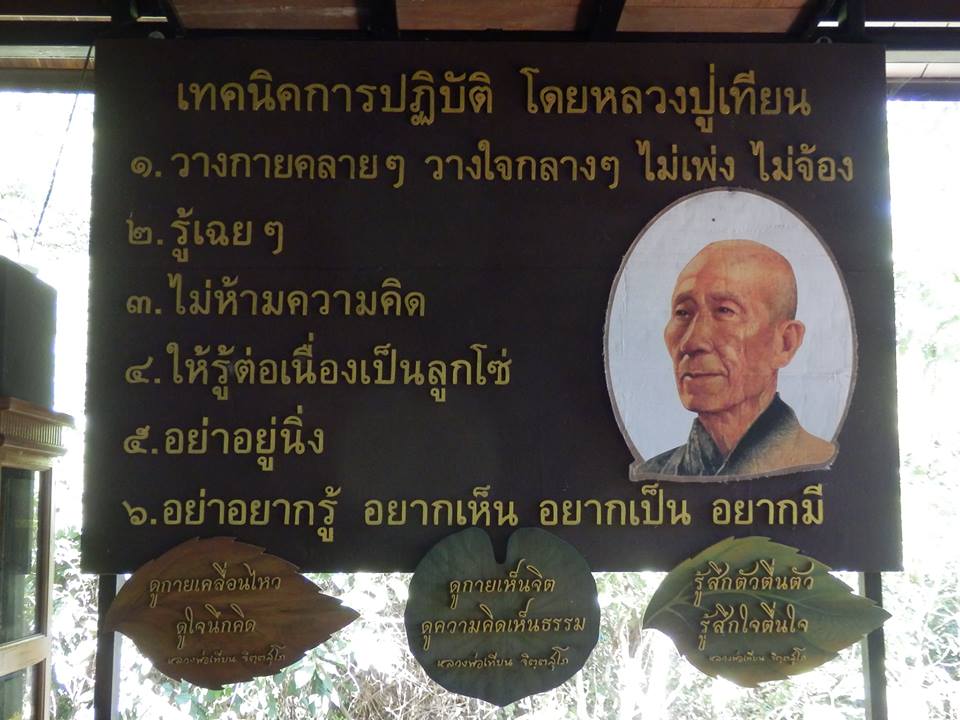 เทคนิคการปฏิบัติ โดยหลวงปู่เทียน
๑. วางกายคลายๆ วางใจกลางๆ ไม่เพ่ง ไม่จ้อง
๒. รู้เฉยๆ
๓. ไม่ห้ามความคิด
๔. ให้รู้ต่อเนื่องเป็นลูกโซ่
๕. อย่าอยู่นิ่ง
๖. อย่าอยากรู้ อยากเห็น อยากเป็น อยากมี
ดูกายเคลื่อนไหว
ดูใจนึกคิด
หลวงพ่อเทียน จิตฺตสุโภ
ดูกายเห็นจิต
ดูความคิดเห็นธรรม
หลวงพ่อเทียน จิตฺตสุโภ
รู้สึกตัวตื่นตัว
รู้สึกใจตื่นใจ
หลวงพ่อเทียน จิตฺตสุโภ